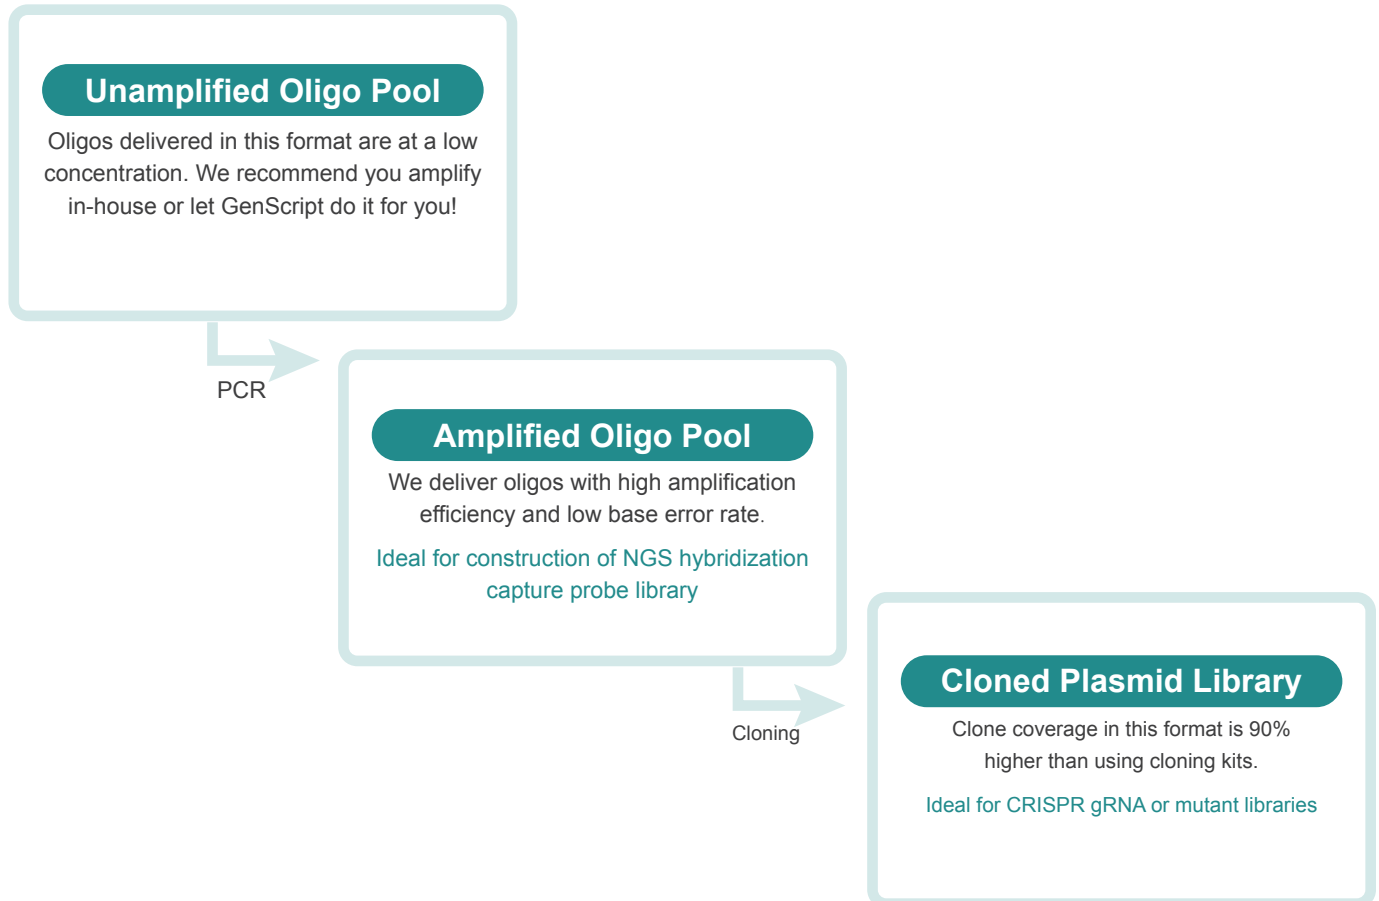 Unamplified Oligo Pool
Oligos delivered in this format are at a low
concentration. We recommend you amplify
in-house or let GenScript do it for you!
PCR
Amplified Oligo Pool
We deliver oligos with high amplification
efficiency and low base error rate.
Ideal for construction of NGS hybridization
capture probe library
Cloning
Cloned Plasmid Library
Clone coverage in this format is 90%
higher than using cloning kits.
Ideal for CRISPR gRNA or mutant libraries